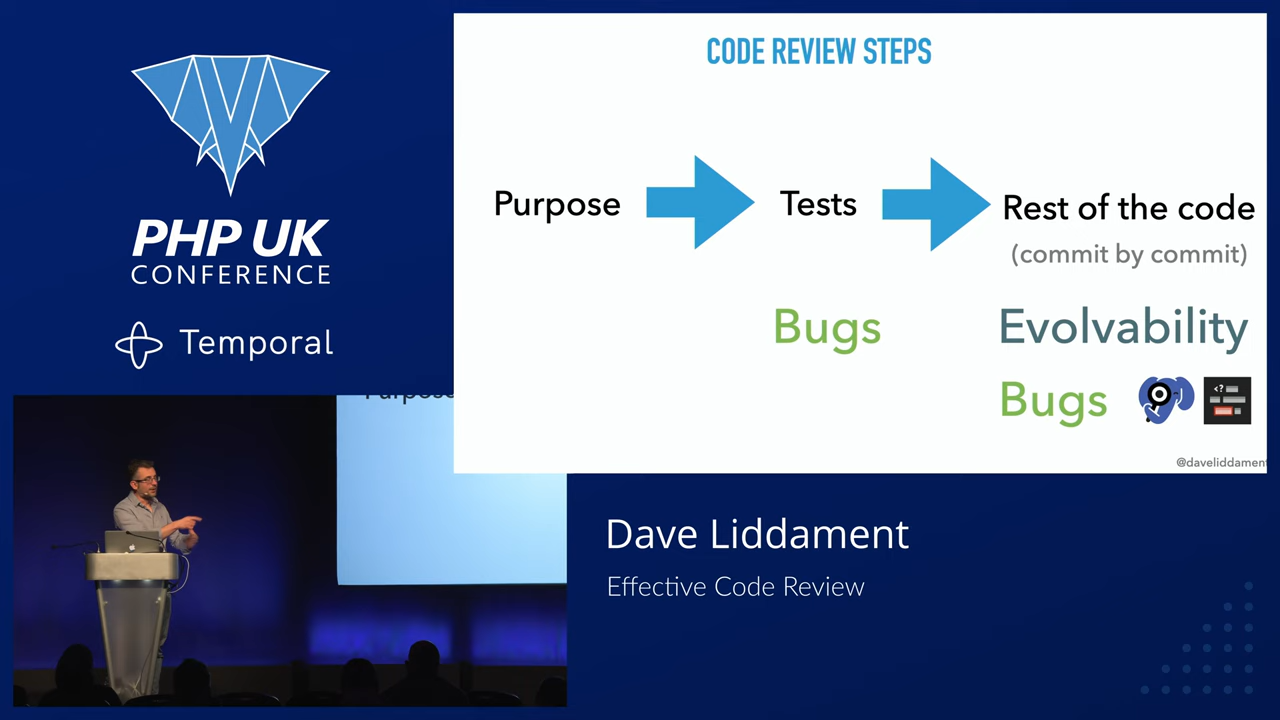 PHP UK
CONFERENCE
Temporal
CODE REVIEW STEPS
Purpose
Tests
Rest of the code
(commit by commit)
Bugs
Evolvability
Bugs
<?
@daveliddament
Purpose
Dave Liddament
Effective Code Review